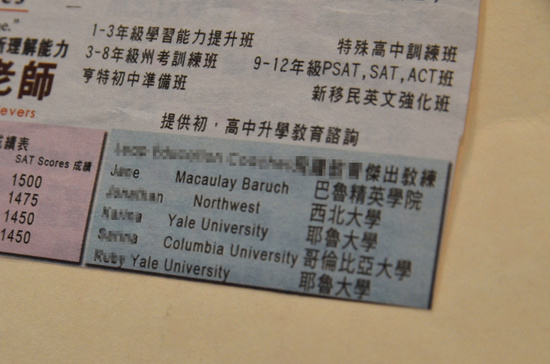 es
e."
所理解能力
老師
evers
1-3年級學習能力提升班
3-8年級州考訓練班
亨特初中準備班
特殊高中訓練班
9-12年級PSAT,SAT,ACT班
新移民英文強化班
提供初,高中升學教育諮詢
成績表
SAT Scores 成績
1500
1475
1450
1450
傑出教練
Jane Macaulay Baruch 巴魯精英學院
Jonathan Northwest 西北大學
Karina Yale University 耶魯大學
Columbia University 哥倫比亞大學
Ruby Yale University 耶魯大學